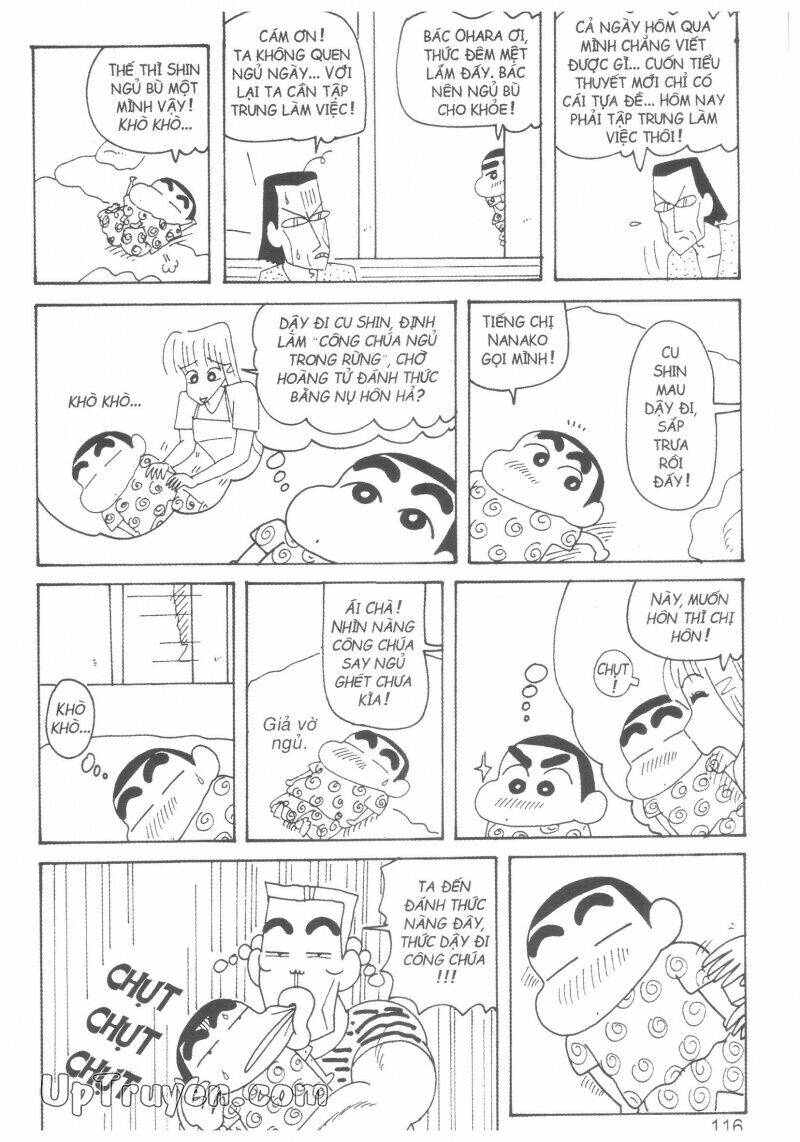 CẢ NGÀY HÔM QUA
MÌNH CHẲNG VIẾT
ĐƯỢC GÌ... CUỐN TIỂU
THUYẾT MỚI CHỈ CÓ
CÁI TỰA ĐỀ... HÔM NAY
PHẢI TẬP TRUNG LÀM
VIỆC THÔI!
BÁC OHARA ƠI,
THỨC ĐÊM MỆT
LẮM ĐẤY. BÁC
NÊN NGỦ BÙ
CHO KHỎE!
CÁM ƠN!
TA KHÔNG QUEN
NGỦ NGÀY... VỚI
LẠI TA CẦN TẬP
TRUNG LÀM VIỆC!
THẾ THÌ SHIN
NGỦ BÙ MỘT
MÌNH VẬY!
KHÒ KHÒ...
CU
SHIN
MAU
DẬY ĐI,
SẮP
TRƯA
RỒI
ĐẤY!
TIẾNG CHỊ
NANAKO
GỌI MÌNH!
DẬY ĐI CU SHIN, ĐỊNH
LÀM "CÔNG CHÚA NGỦ
TRONG RỪNG", CHỜ
HOÀNG TỬ ĐÁNH THỨC
BẰNG NỤ HÔN HẢ?
KHÒ KHÒ...
NÀY, MUỐN
HÔN THÌ CHỊ
HÔN!
CHỤT
!
ÁI CHÀ!
NHÌN NÀNG
CÔNG CHÚA
SAY NGỦ
GHÉT CHƯA
KÌA!
Giả vờ
ngủ.
KHÒ
KHÒ...
TA ĐẾN
ĐÁNH THỨC
NÀNG ĐÂY,
THỨC DẬY ĐI
CÔNG CHÚA
!!!
CHỤT
CHỤT
CHỤT
UpTruyen.com
116